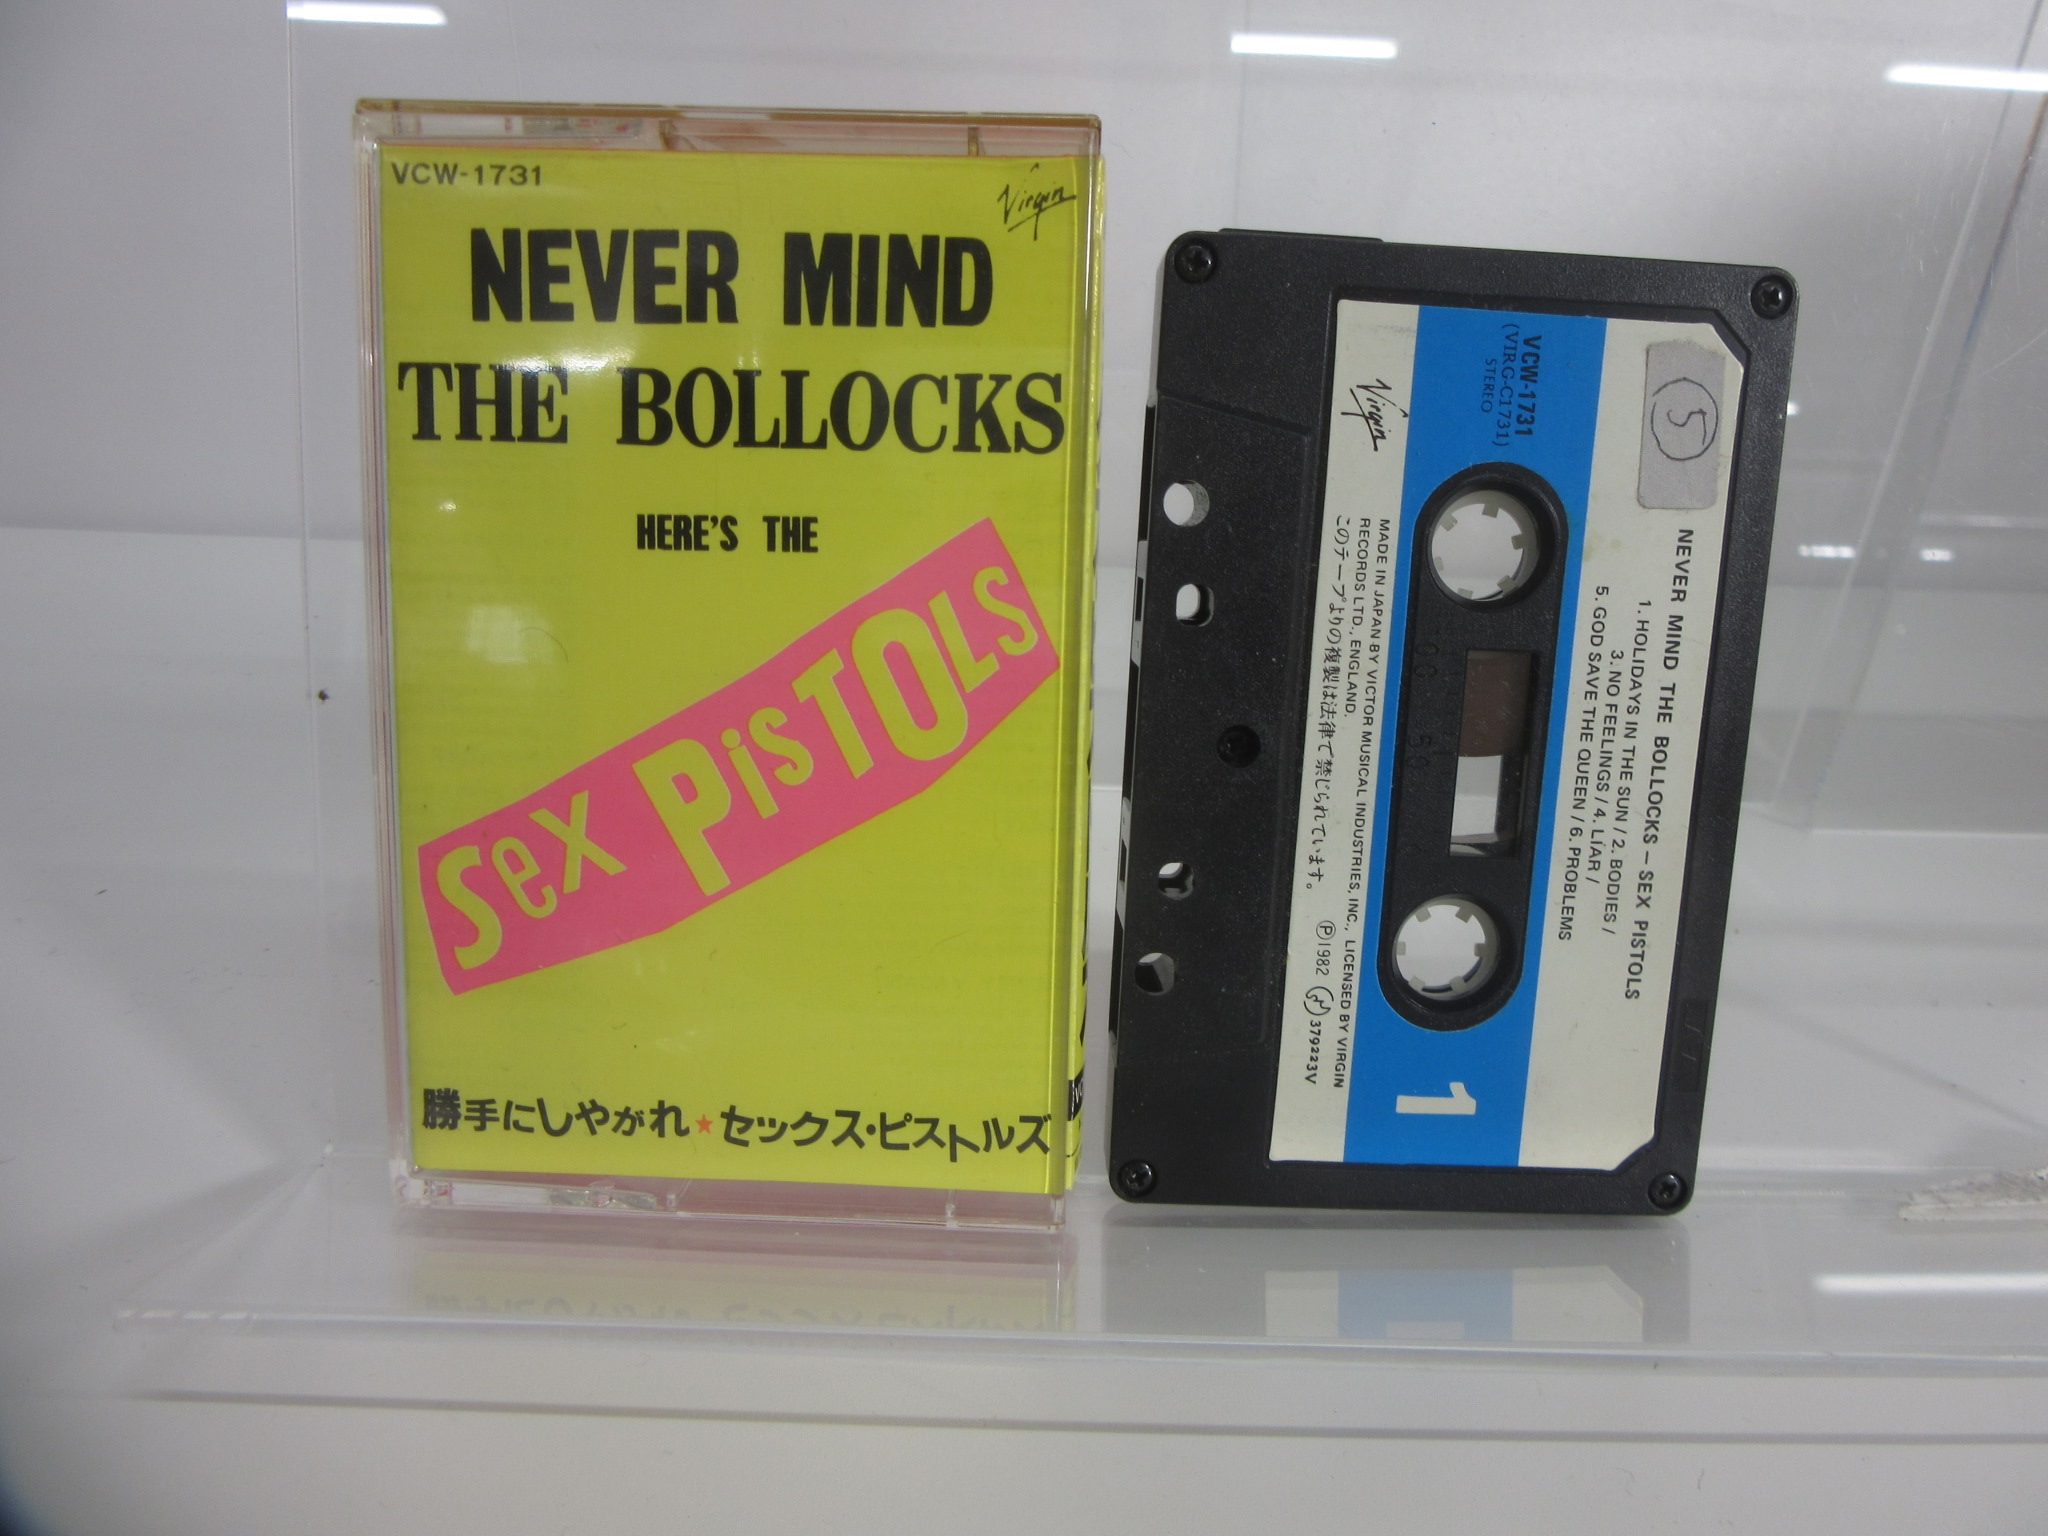 VCW-1731
Virgin
NEVER MIND
THE BOLLOCKS
HERE'S THE
Sex PisTOLS
勝手にしやがれ★セックス・ピストルズ
5
NEVER MIND THE BOLLOCKS – SEX PISTOLS
1. HOLIDAYS IN THE SUN / 2. BODIES /
3. NO FEELINGS / 4. LIAR /
5. GOD SAVE THE QUEEN / 6. PROBLEMS
VCW-1731
(VIRG-C1731)
STEREO
1
Virgin
MADE IN JAPAN BY VICTOR MUSICAL INDUSTRIES, INC., LICENSED BY VIRGIN
RECORDS LTD., ENGLAND.
このテープよりの複製は法律で禁じられています。 Ⓟ1982 379223V